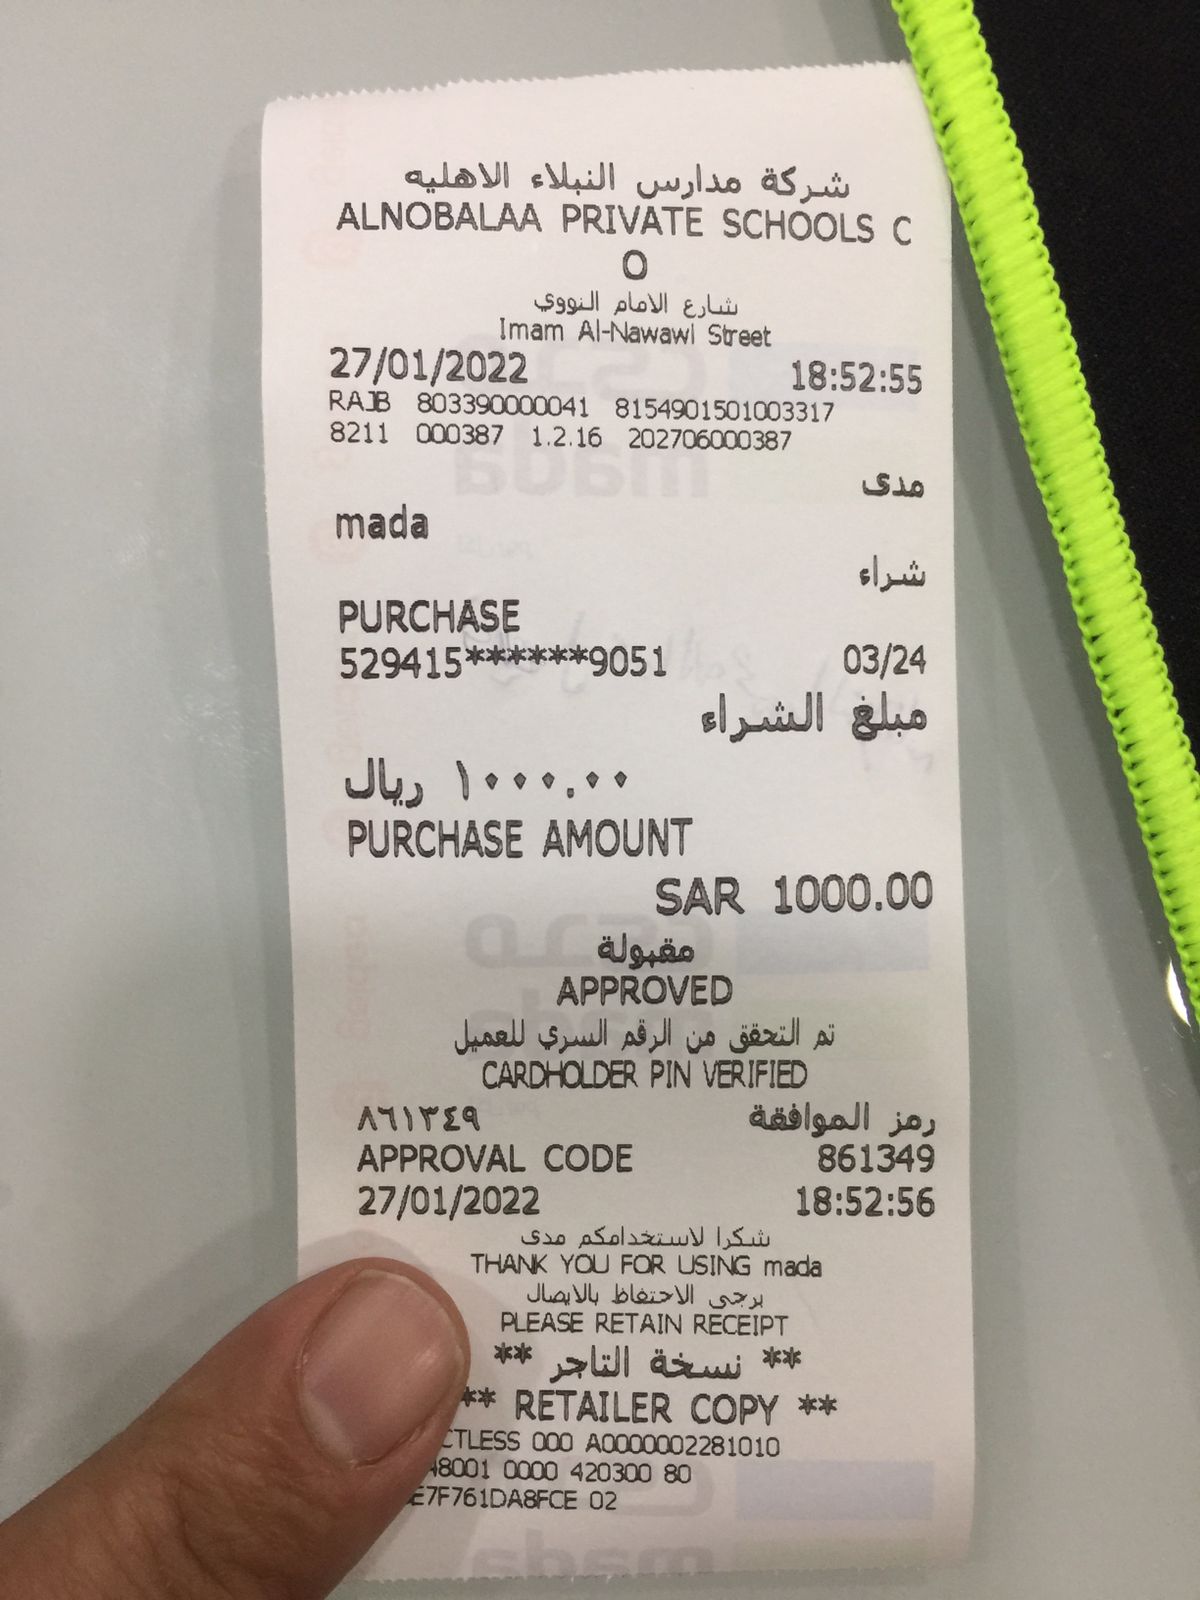 شركة مدارس النبلاء الاهليه
ALNOBALAA PRIVATE SCHOOLS C
O
شارع الامام النووي
Imam Al-Nawawi Street
27/01/2022 18:52:55
RAJB 803390000041 8154901501003317
8211 000387 1.2.16 202706000387
مدى
mada
شراء
PURCHASE
529415******9051 03/24
مبلغ الشراء
١٠٠٠.٠٠ ريال
PURCHASE AMOUNT
SAR 1000.00
مقبولة
APPROVED
تم التحقق من الرقم السري للعميل
CARDHOLDER PIN VERIFIED
رمز الموافقة ٨٦١٣٤٩
APPROVAL CODE 861349
27/01/2022 18:52:56
شكرا لاستخدامكم مدى
THANK YOU FOR USING mada
يرجى الاحتفاظ بالايصال
PLEASE RETAIN RECEIPT
** نسخة التاجر **
** RETAILER COPY **
CTLESS 000 A0000002281010
48001 0000 420300 80
E7F761DA8FCE 02